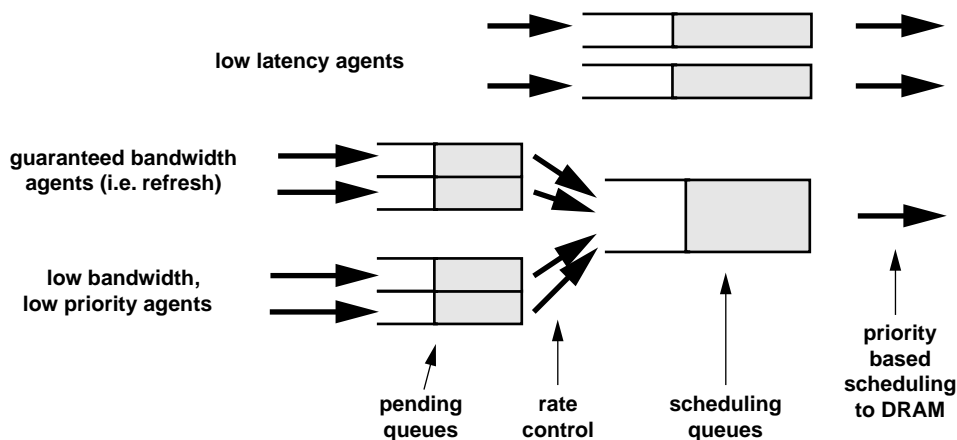 low latency agents
guaranteed bandwidth
agents (i.e. refresh)
low bandwidth,
low priority agents
pending
queues
rate
control
scheduling
queues
priority
based
scheduling
to DRAM